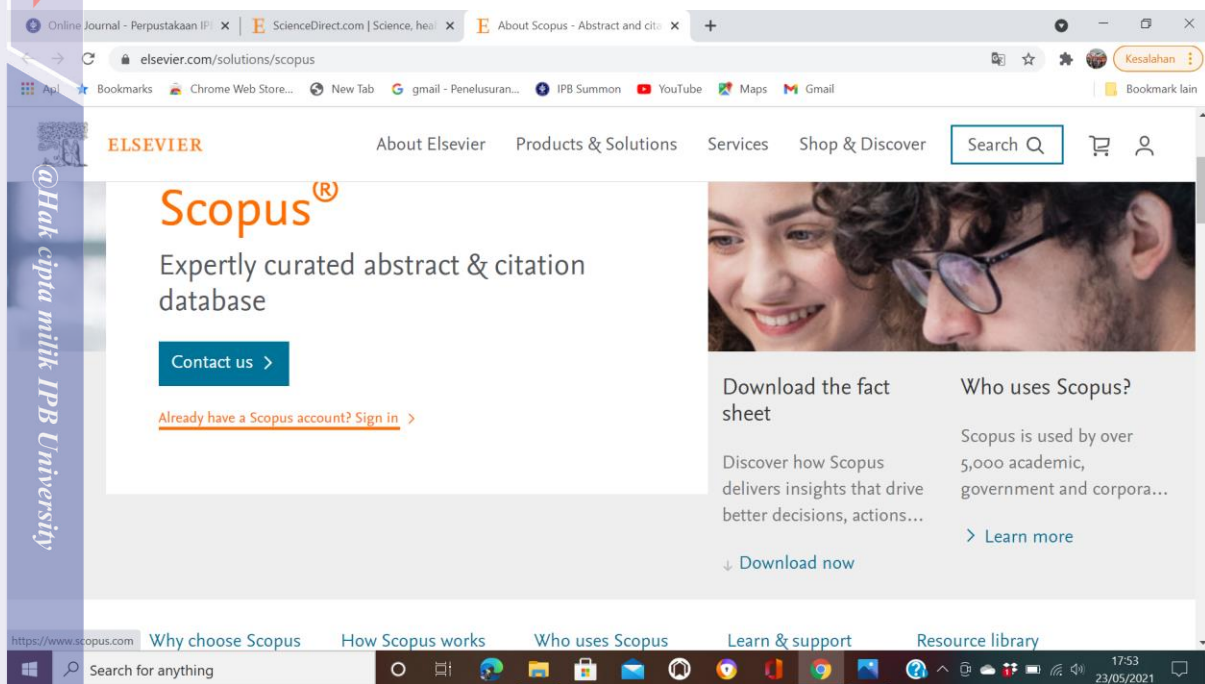 Online Journal - Perpustakaan IP
ScienceDirect.com | Science, heal
About Scopus - Abstract and cita
elsevier.com/solutions/scopus
Kesalahan
Apl
Bookmarks
Chrome Web Store...
New Tab
gmail - Penelusuran...
IPB Summon
YouTube
Maps
Gmail
Bookmark lain
ELSEVIER
About Elsevier
Products & Solutions
Services
Shop & Discover
Search
Scopus®
Expertly curated abstract & citation
database
Contact us >
Already have a Scopus account? Sign in >
Download the fact
sheet
Discover how Scopus
delivers insights that drive
better decisions, actions...
↓ Download now
Who uses Scopus?
Scopus is used by over
5,000 academic,
government and corpora...
> Learn more
https://www.scopus.com
Why choose Scopus
How Scopus works
Who uses Scopus
Learn & support
Resource library
Search for anything
17:53
23/05/2021
@Hak cipta milik IPB University